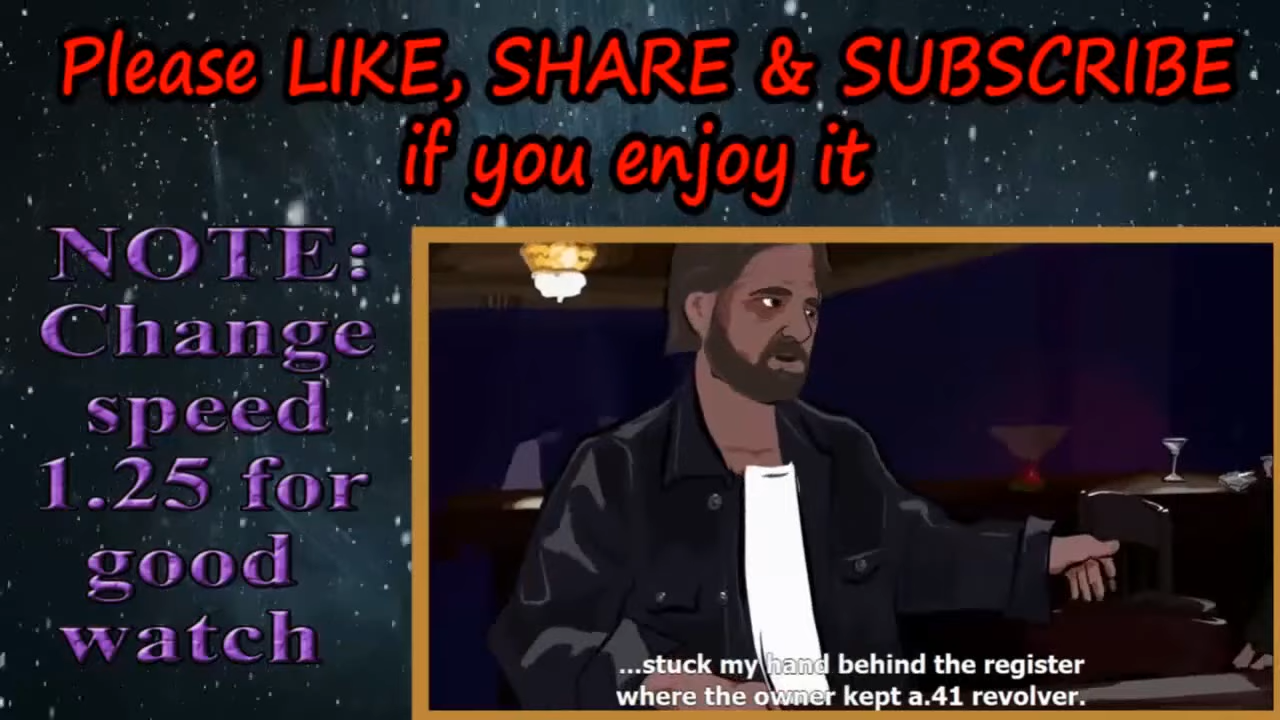 Please LIKE, SHARE & SUBSCRIBE
if you enjoy it
NOTE:
Change
speed
1.25 for
good
watch
...stuck my hand behind the register
where the owner kept a.41 revolver.